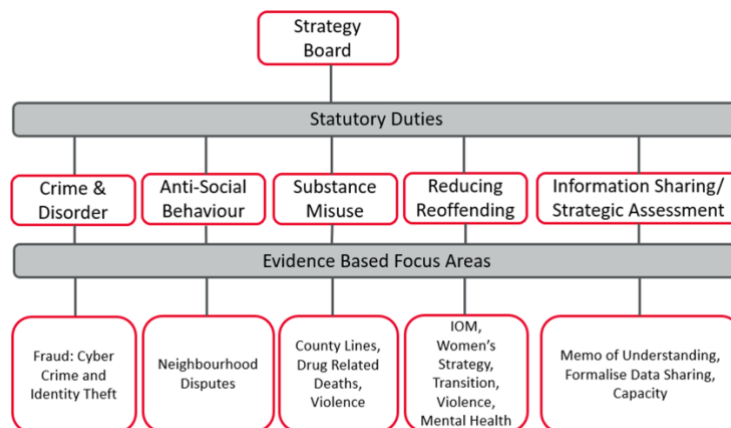 Strategy
Board
Statutory Duties
Crime &
Disorder
Anti-Social
Behaviour
Substance
Misuse
Reducing
Reoffending
Information Sharing/
Strategic Assessment
Evidence Based Focus Areas
Fraud: Cyber
Crime and
Identity Theft
Neighbourhood
Disputes
County Lines,
Drug Related
Deaths,
Violence
IOM,
Women's
Strategy,
Transition,
Violence,
Mental Health
Memo of Understanding,
Formalise Data Sharing,
Capacity